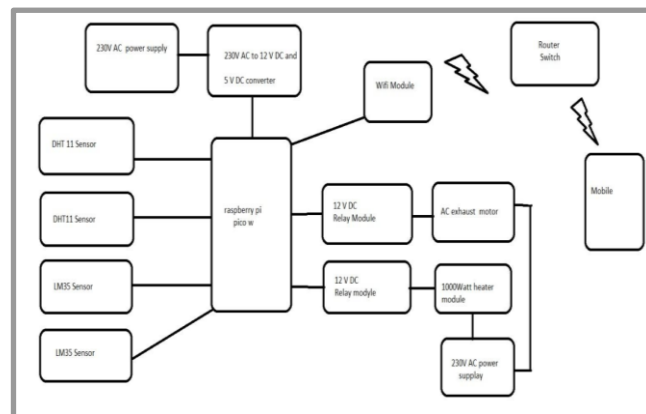 230V AC power supply
230V AC to 12 V DC and
5 V DC converter
Wifi Module
Router
Switch
Mobile
DHT 11 Sensor
DHT11 Sensor
LM35 Sensor
LM35 Sensor
raspberry pi
pico w
12 V DC
Relay Module
AC exhaust motor
12 V DC
Relay modyle
1000Watt heater
module
230V AC power
supplay